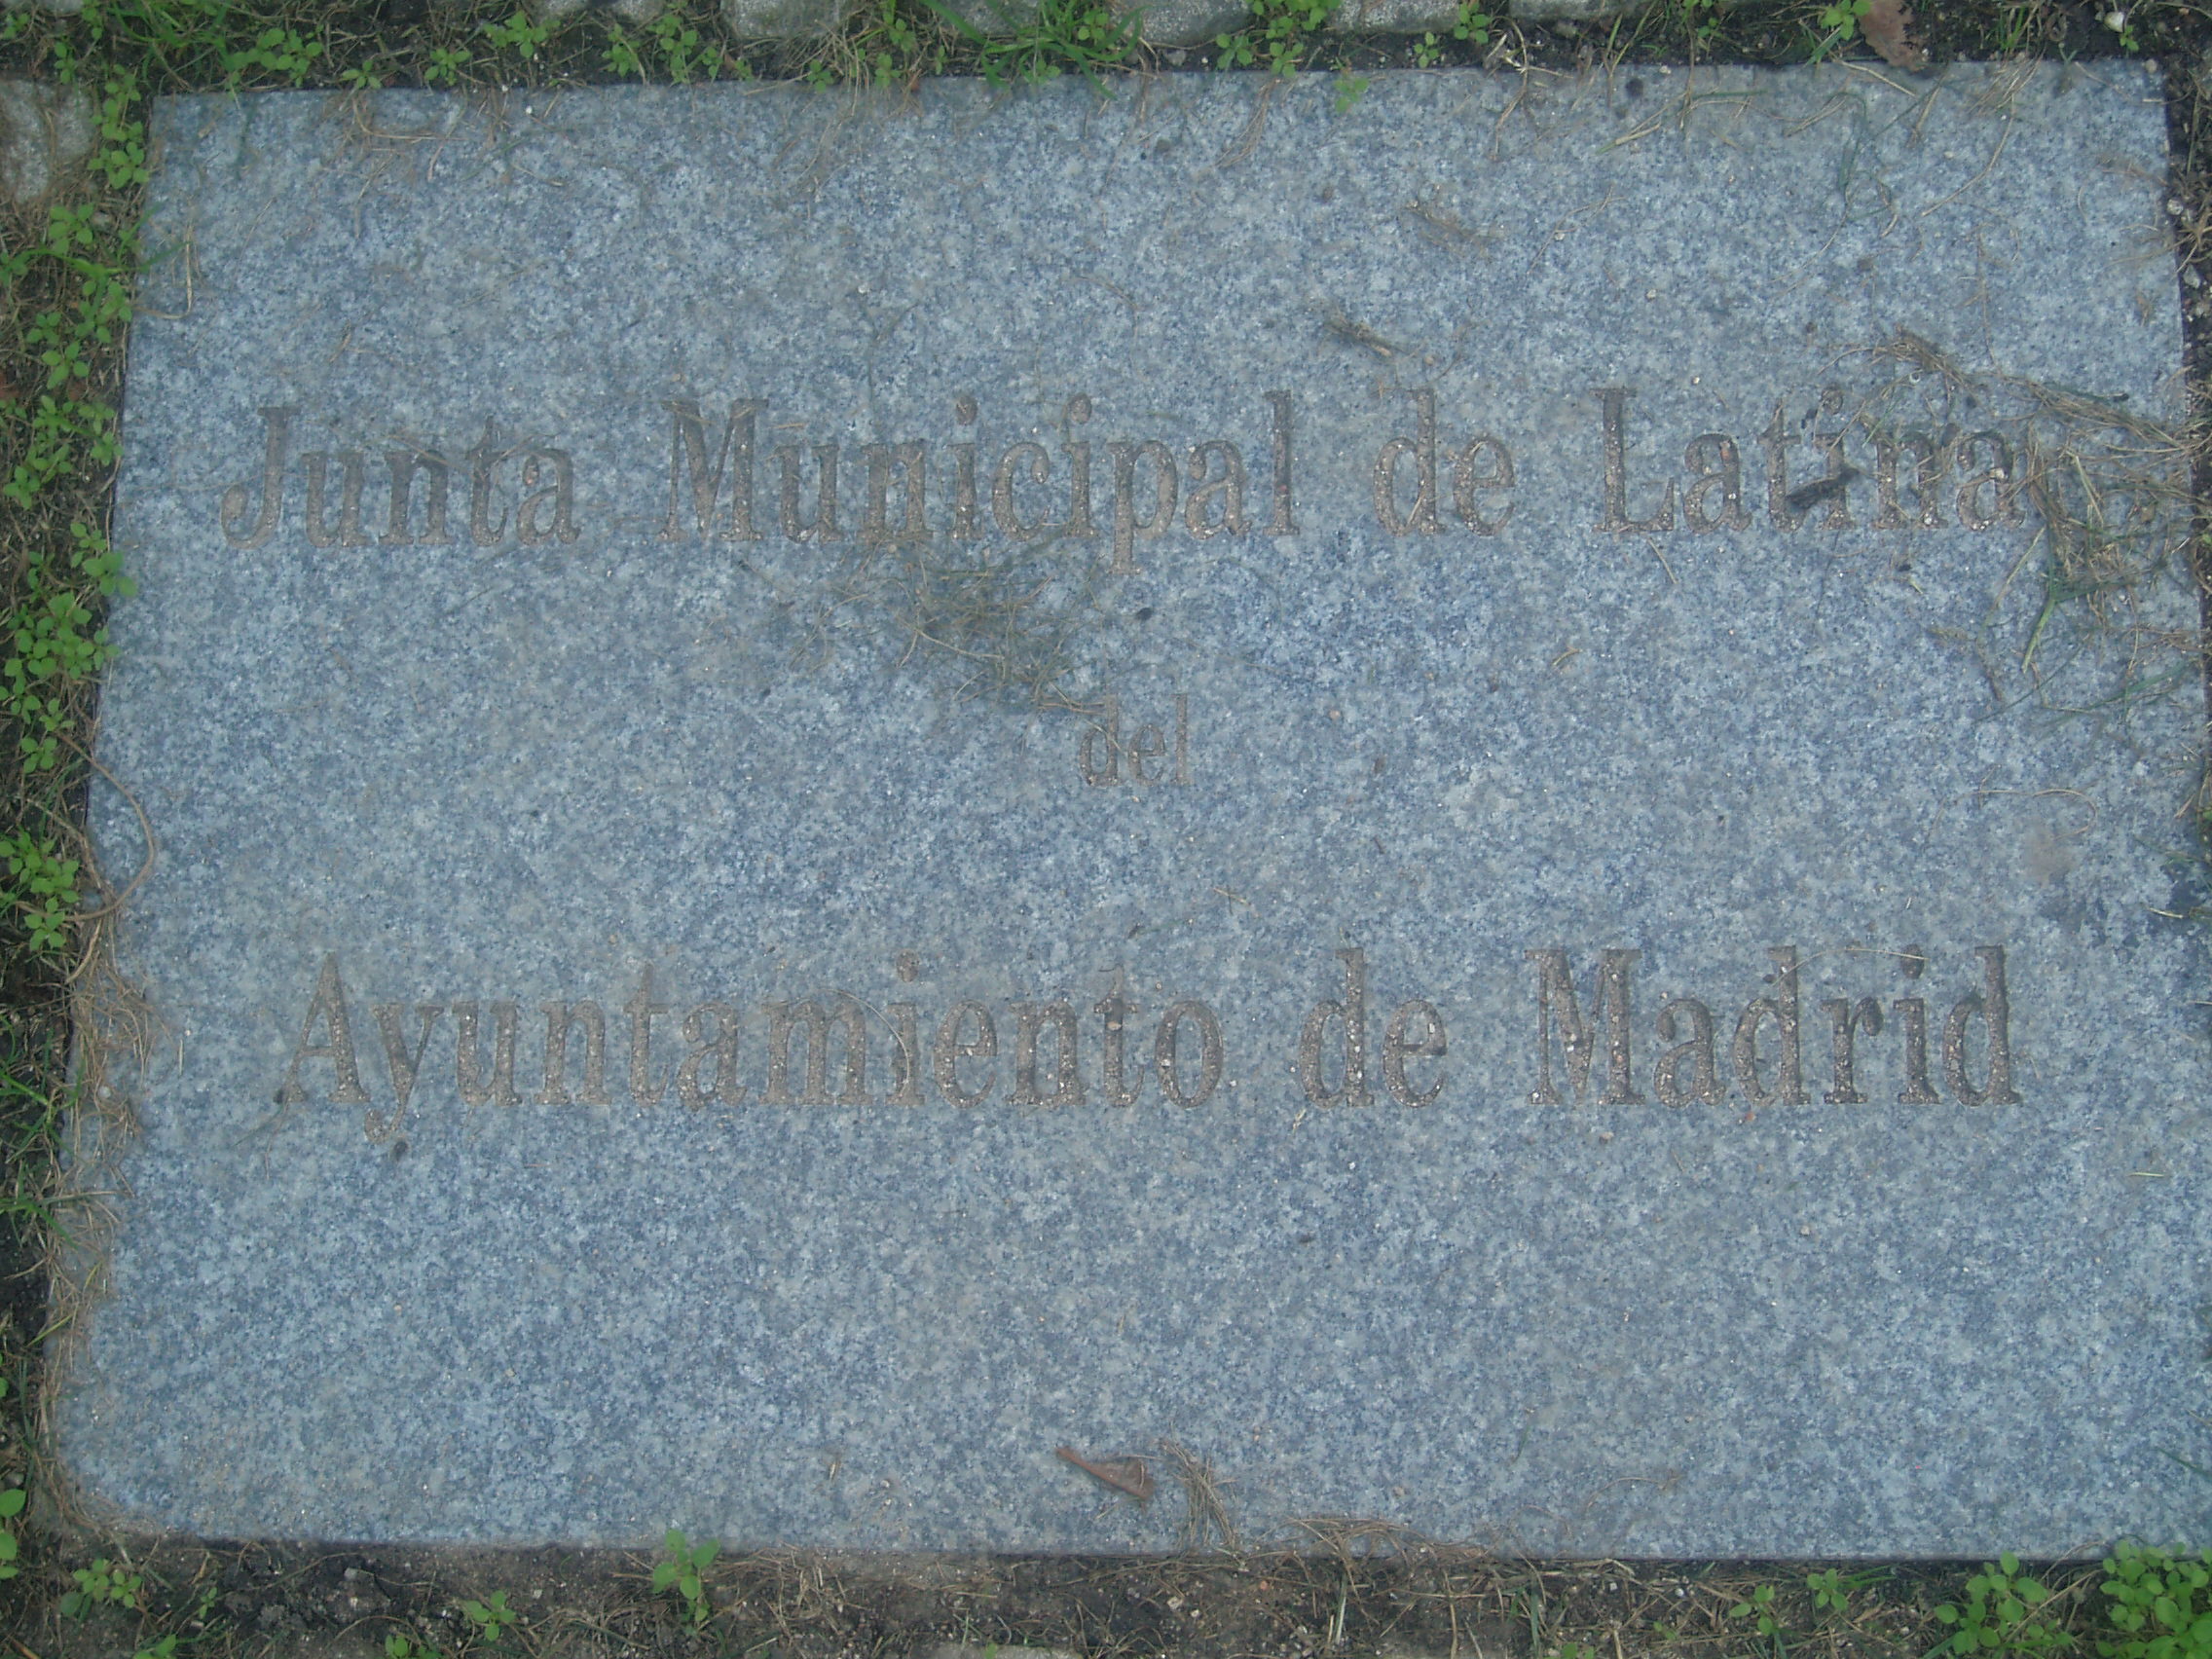 Junta Municipal de Latina
del
Ayuntamiento de Madrid